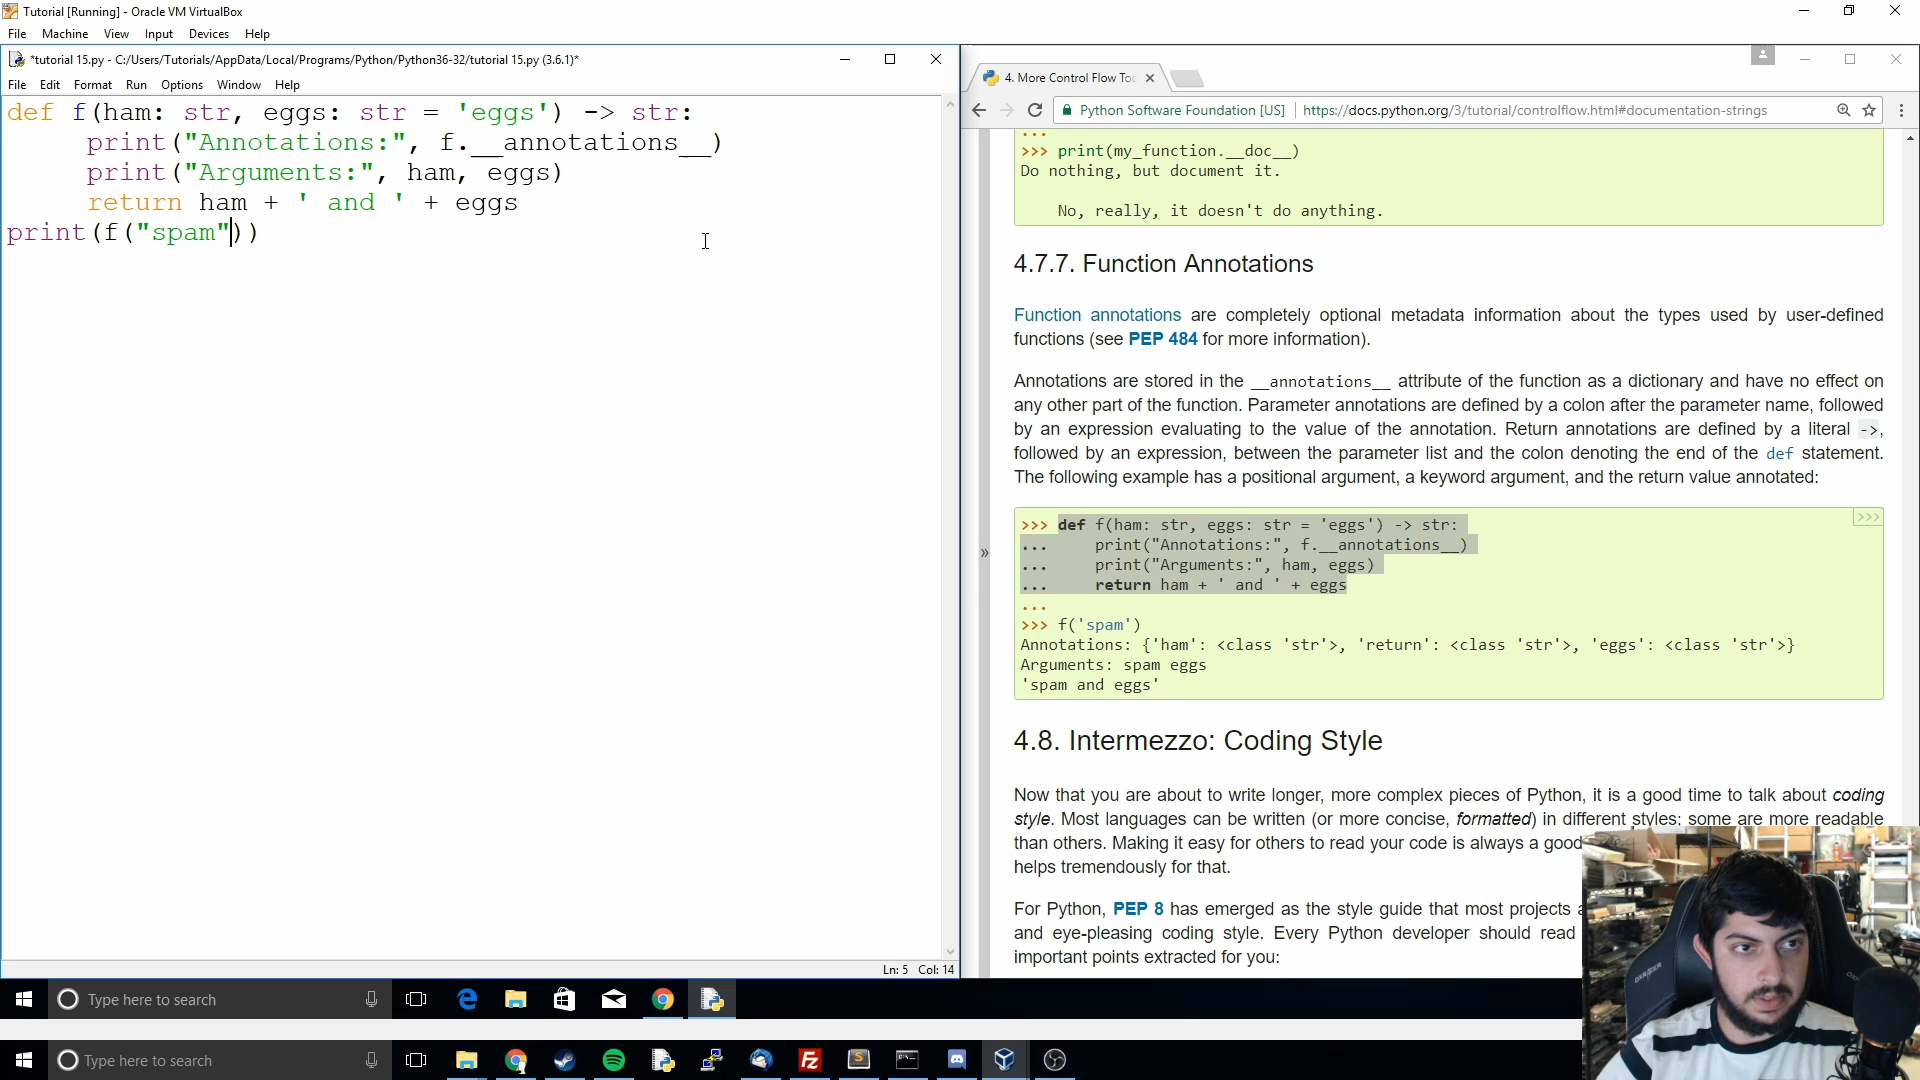 Tutorial [Running] - Oracle VM VirtualBox
File Machine View Input Devices Help
*tutorial 15.py - C:/Users/Tutorials/AppData/Local/Programs/Python/Python36-32/tutorial 15.py (3.6.1)*
File Edit Format Run Options Window Help
def f(ham: str, eggs: str = 'eggs') -> str:
    print("Annotations:", f.__annotations__)
    print("Arguments:", ham, eggs)
    return ham + ' and ' + eggs
print(f("spam"))
Ln: 5 Col: 14
4. More Control Flow Too
Python Software Foundation [US] https://docs.python.org/3/tutorial/controlflow.html#documentation-strings
...
>>> print(my_function.__doc__)
Do nothing, but document it.
    No, really, it doesn't do anything.
4.7.7. Function Annotations
Function annotations are completely optional metadata information about the types used by user-defined
functions (see PEP 484 for more information).
Annotations are stored in the __annotations__ attribute of the function as a dictionary and have no effect on
any other part of the function. Parameter annotations are defined by a colon after the parameter name, followed
by an expression evaluating to the value of the annotation. Return annotations are defined by a literal ->,
followed by an expression, between the parameter list and the colon denoting the end of the def statement.
The following example has a positional argument, a keyword argument, and the return value annotated:
>>>
>>> def f(ham: str, eggs: str = 'eggs') -> str:
...     print("Annotations:", f.__annotations__)
...     print("Arguments:", ham, eggs)
...     return ham + ' and ' + eggs
...
>>> f('spam')
Annotations: {'ham': <class 'str'>, 'return': <class 'str'>, 'eggs': <class 'str'>}
Arguments: spam eggs
'spam and eggs'
»
4.8. Intermezzo: Coding Style
Now that you are about to write longer, more complex pieces of Python, it is a good time to talk about coding
style. Most languages can be written (or more concise, formatted) in different styles; some are more readable
than others. Making it easy for others to read your code is always a good
helps tremendously for that.
For Python, PEP 8 has emerged as the style guide that most projects
and eye-pleasing coding style. Every Python developer should read
important points extracted for you:
Type here to search
Type here to search